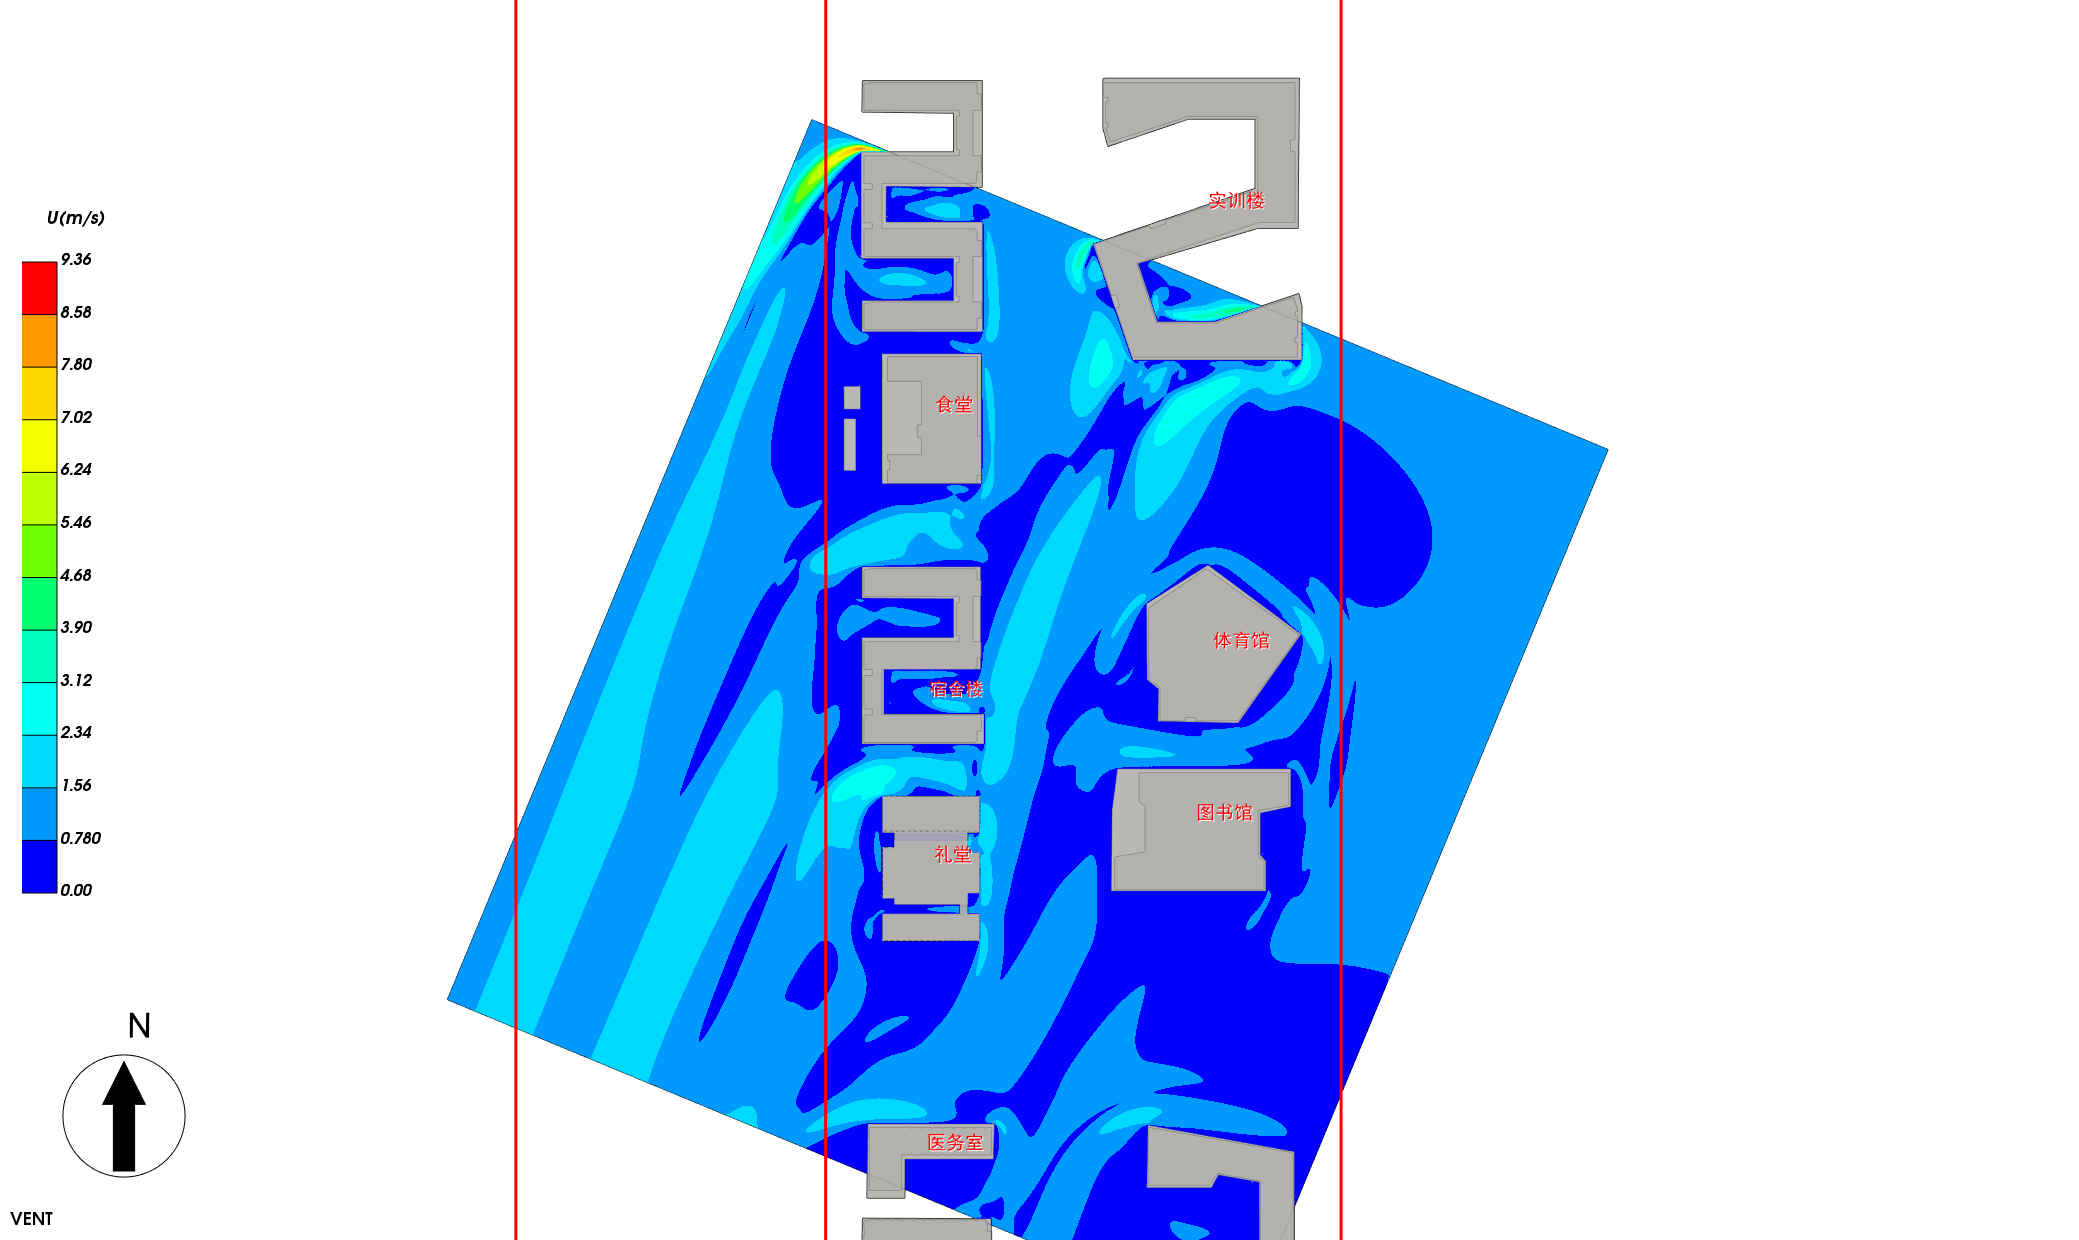 U(m/s)
9.36
8.58
7.80
7.02
6.24
5.46
4.68
3.90
3.12
2.34
1.56
0.780
0.00
实训楼
食堂
体育馆
宿舍楼
图书馆
礼堂
医务室
N
VENT